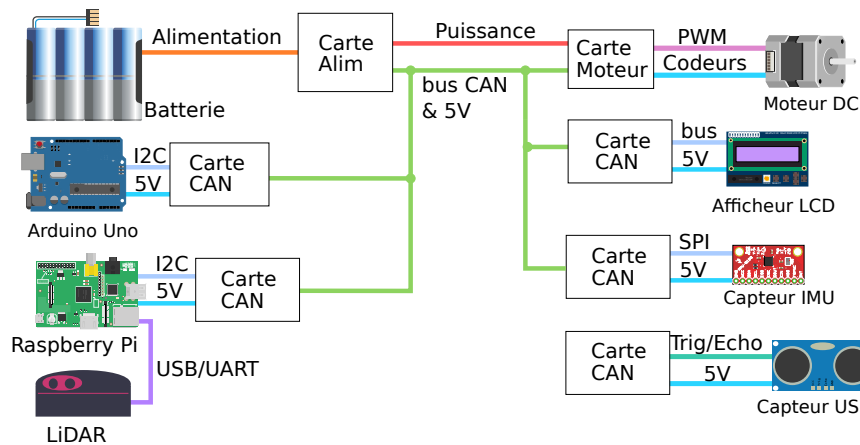 Alimentation
Carte
Alim
Puissance
Carte
Moteur
PWM
Codeurs
Moteur DC
Batterie
bus CAN
& 5V
I2C
5V
Carte
CAN
Arduino Uno
Carte
CAN
bus
5V
Afficheur LCD
I2C
5V
Carte
CAN
Raspberry Pi
Carte
CAN
SPI
5V
Capteur IMU
USB/UART
LiDAR
Carte
CAN
Trig/Echo
5V
Capteur US